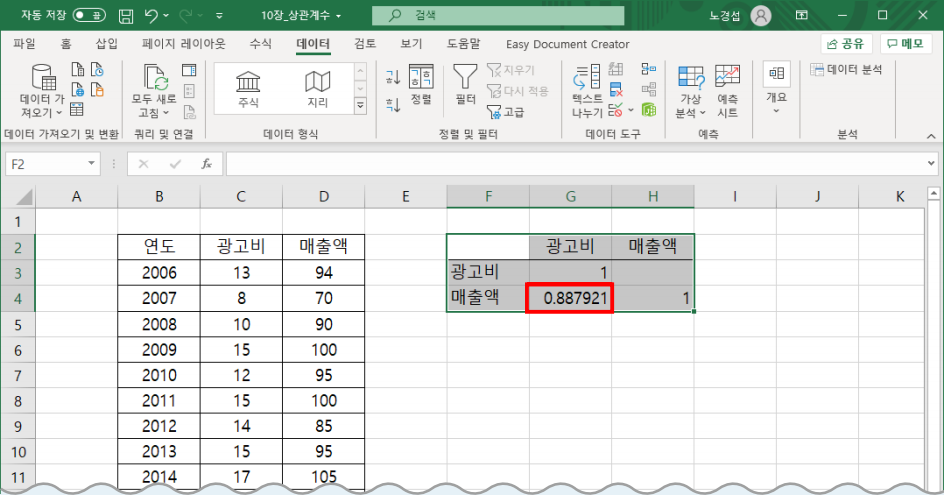 자동 저장 끔 10장_상관계수 검색 노경섭
파일 홈 삽입 페이지 레이아웃 수식 데이터 검토 보기 도움말 Easy Document Creator 공유 메모
데이터 가져오기 모두 새로 고침 주식 지리 정렬 필터 지우기 다시 적용 고급 텍스트 나누기 가상 분석 예측 시트 개요 데이터 분석
데이터 가져오기 및 변환 쿼리 및 연결 데이터 형식 정렬 및 필터 데이터 도구 예측 분석
F2 fx
A B C D E F G H I J K
1
2 연도 광고비 매출액 광고비 매출액
3 2006 13 94 광고비 1
4 2007 8 70 매출액 0.887921 1
5 2008 10 90
6 2009 15 100
7 2010 12 95
8 2011 15 100
9 2012 14 85
10 2013 15 95
11 2014 17 105